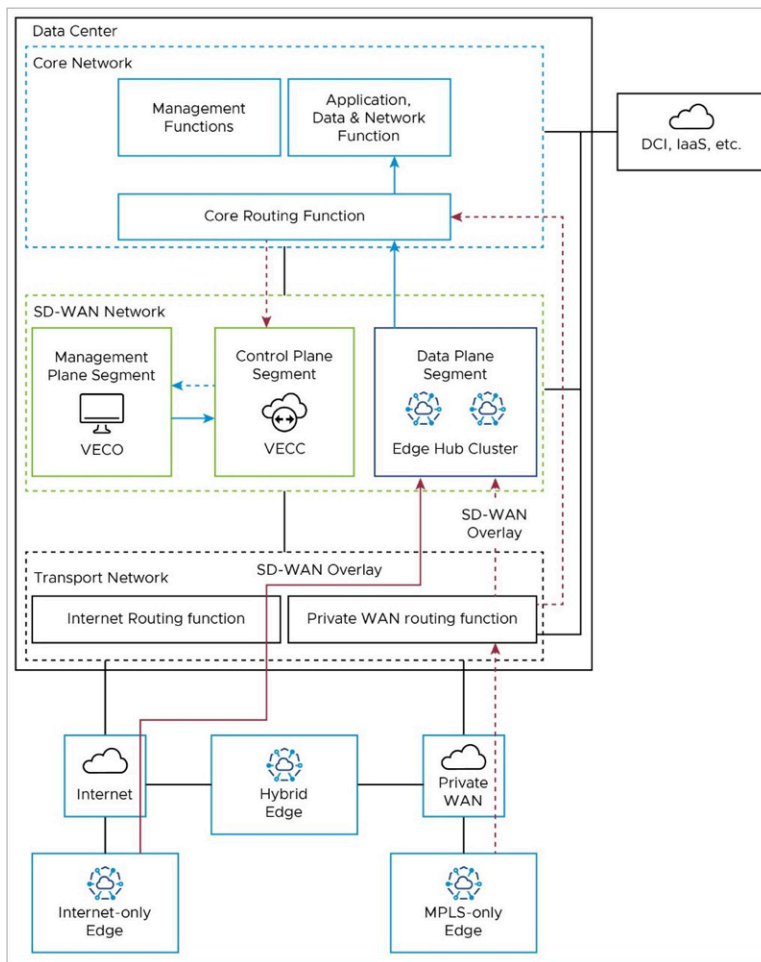 Data Center
Core Network
Management
Functions
Application,
Data & Network
Function
DCI, IaaS, etc.
Core Routing Function
SD-WAN Network
Management
Plane Segment
VECO
Control Plane
Segment
VECC
Data Plane
Segment
Edge Hub Cluster
SD-WAN
Overlay
SD-WAN Overlay
Transport Network
Internet Routing function
Private WAN routing function
Internet
Hybrid
Edge
Private
WAN
Internet-only
Edge
MPLS-only
Edge